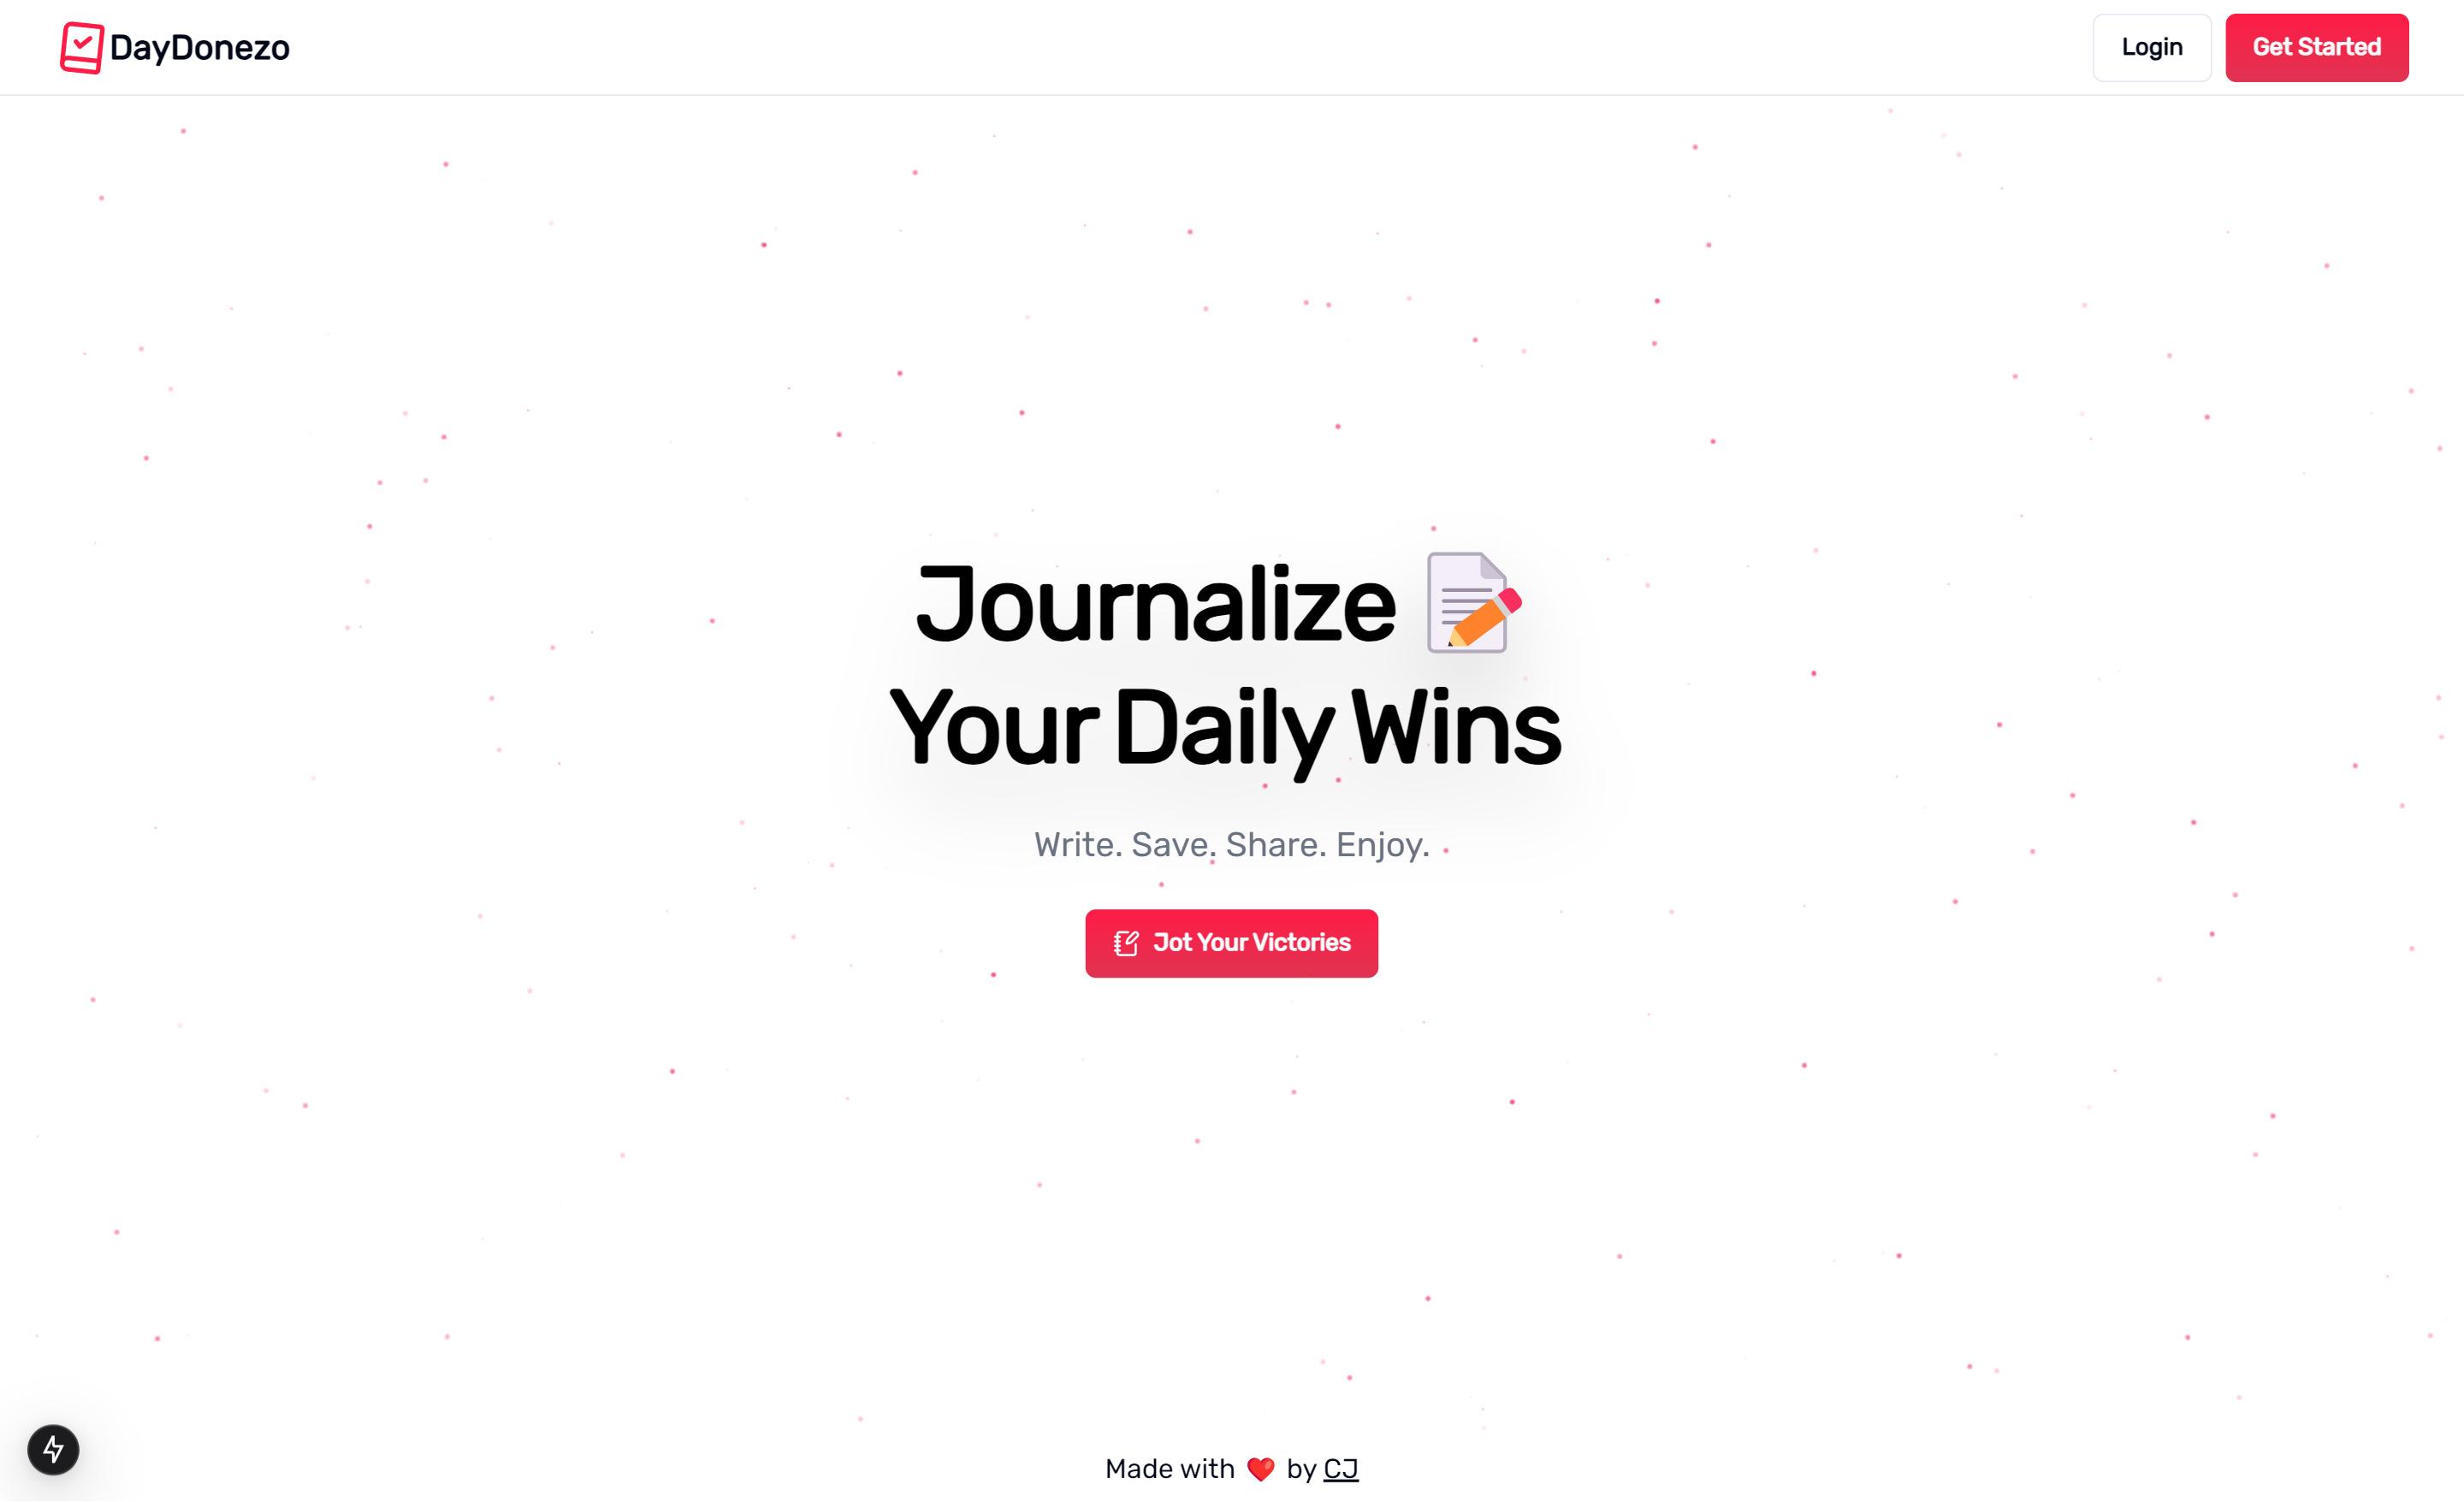 DayDonezo
Login
Get Started
Journalize 📝
Your Daily Wins
Write. Save. Share. Enjoy.
Jot Your Victories
Made with ❤️ by CJ